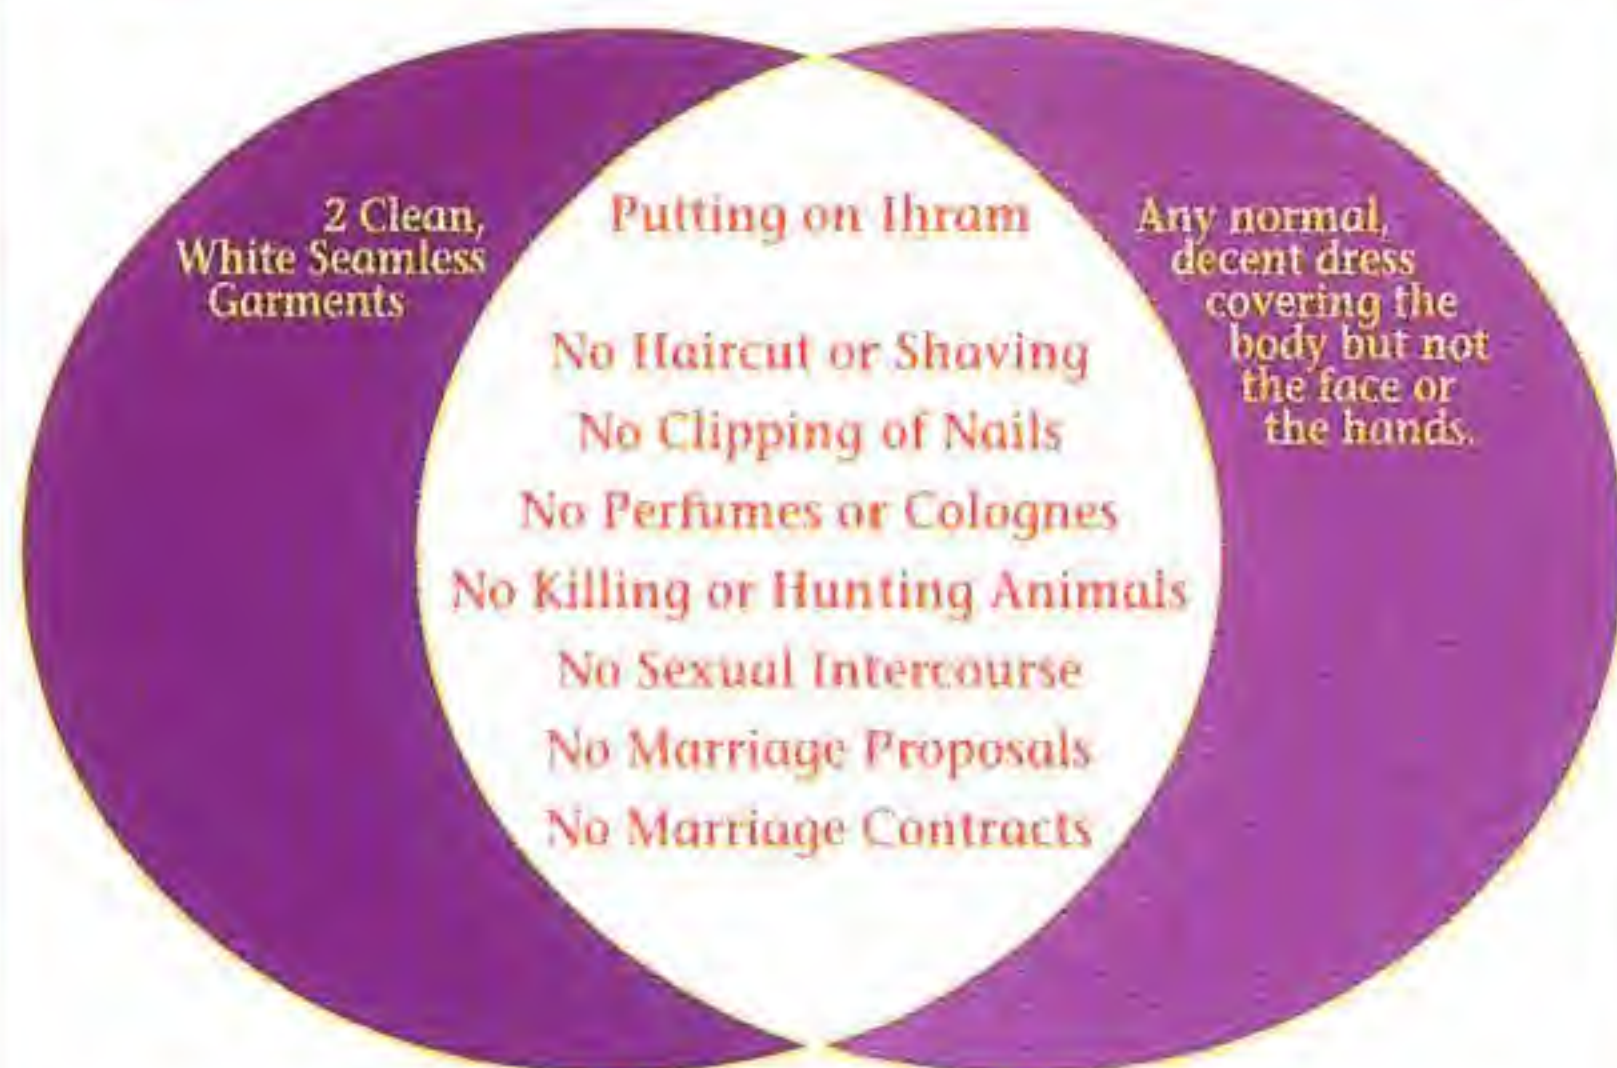 2 Clean,
White Seamless
Garments
Putting on Ihram
No Haircut or Shaving
No Clipping of Nails
No Perfumes or Colognes
No Killing or Hunting Animals
No Sexual Intercourse
No Marriage Proposals
No Marriage Contracts
Any normal,
decent dress
covering the
body but not
the face or
the hands.